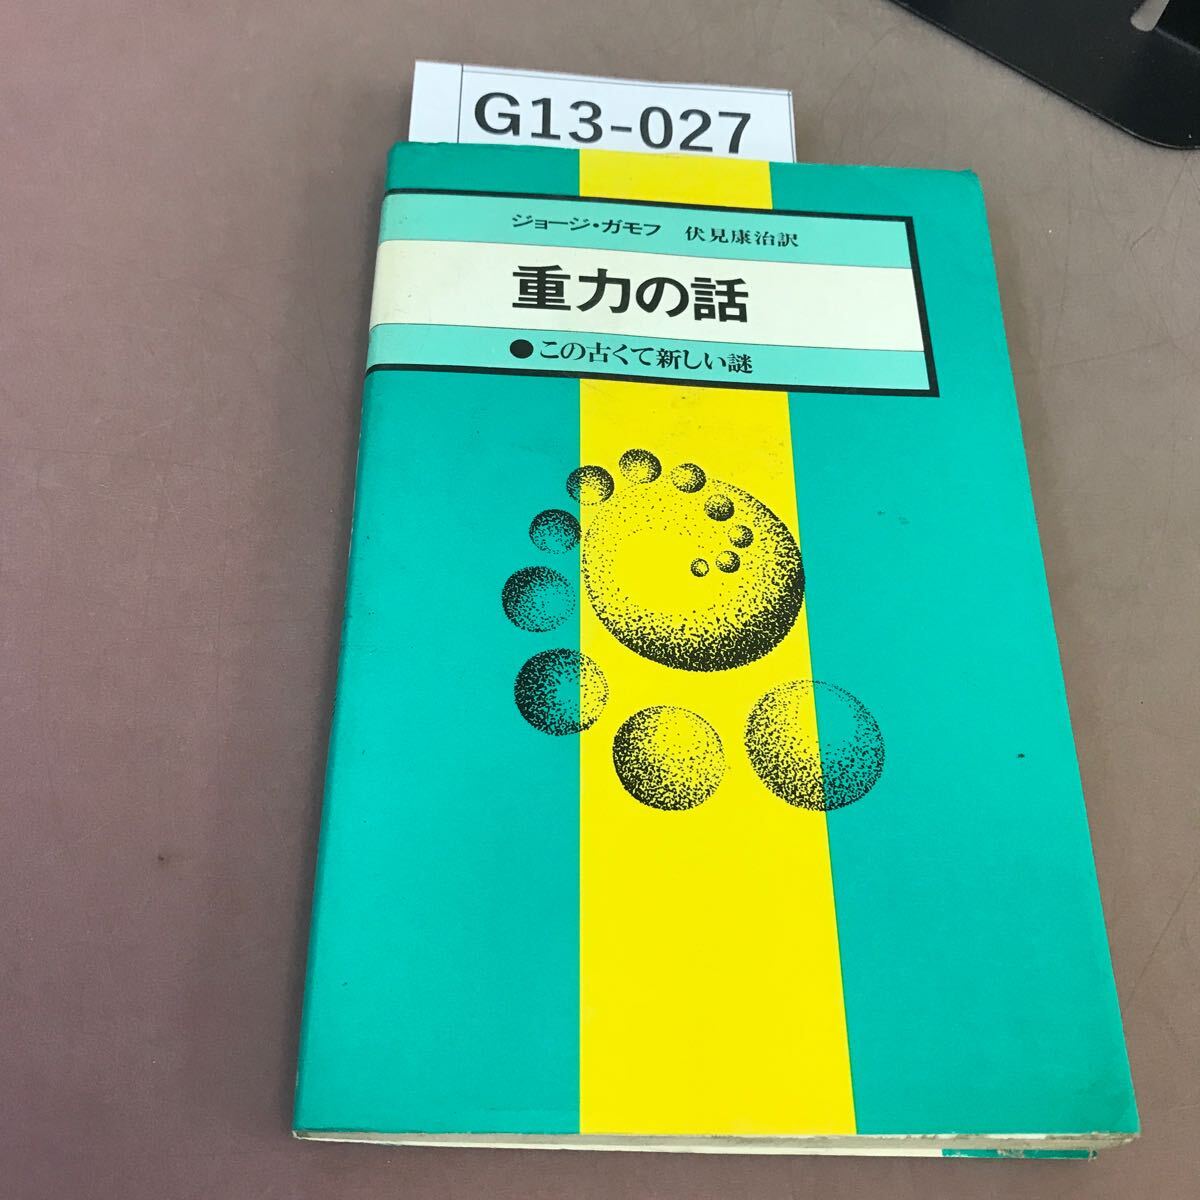 G13-027
ジョージ・ガモフ 伏見康治訳
重力の話
●この古くて新しい謎